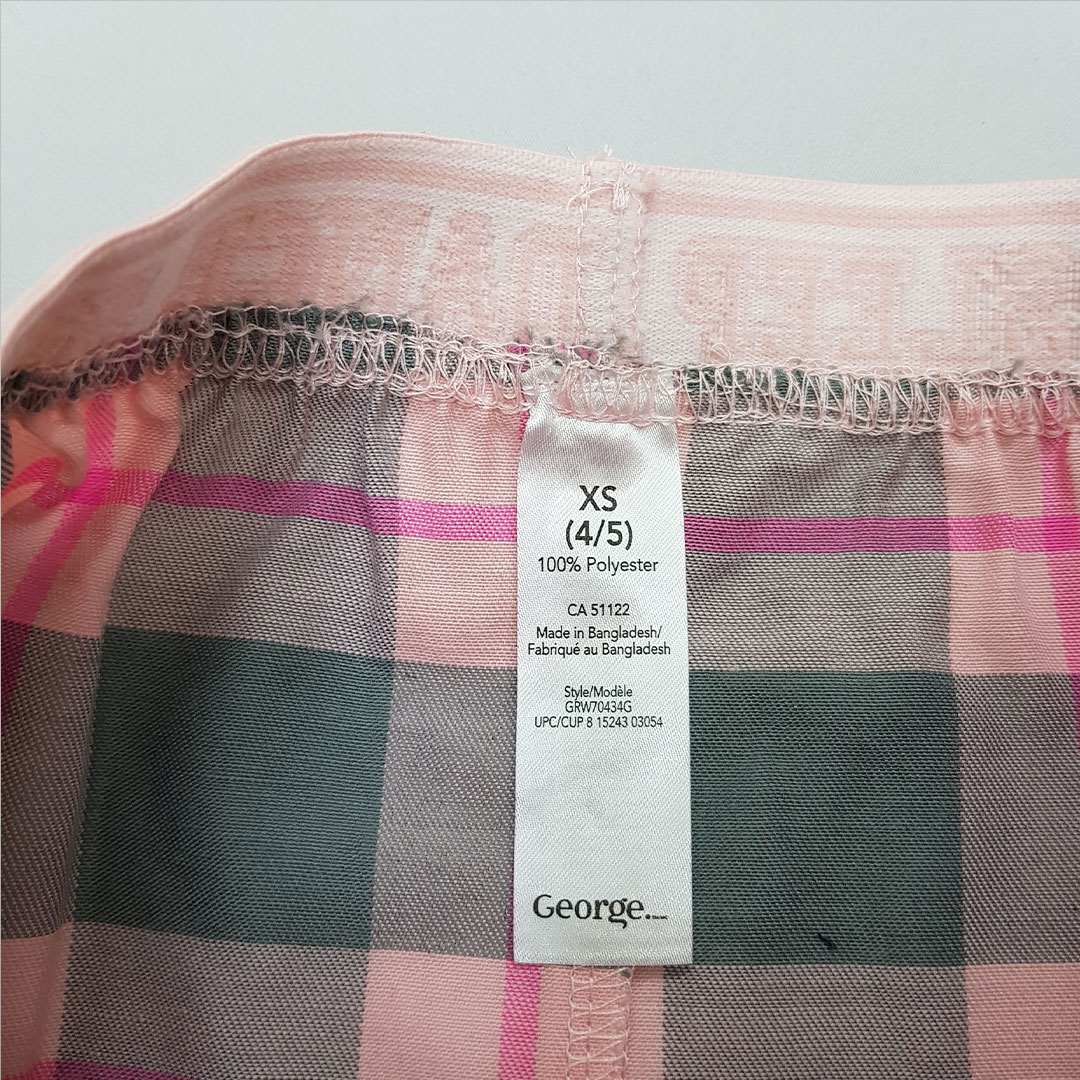 XS
(4/5)
100% Polyester
CA 51122
Made in Bangladesh/
Fabriqué au Bangladesh
Style/Modèle
GRW70434G
UPC/CUP 8 15243 03054
George.